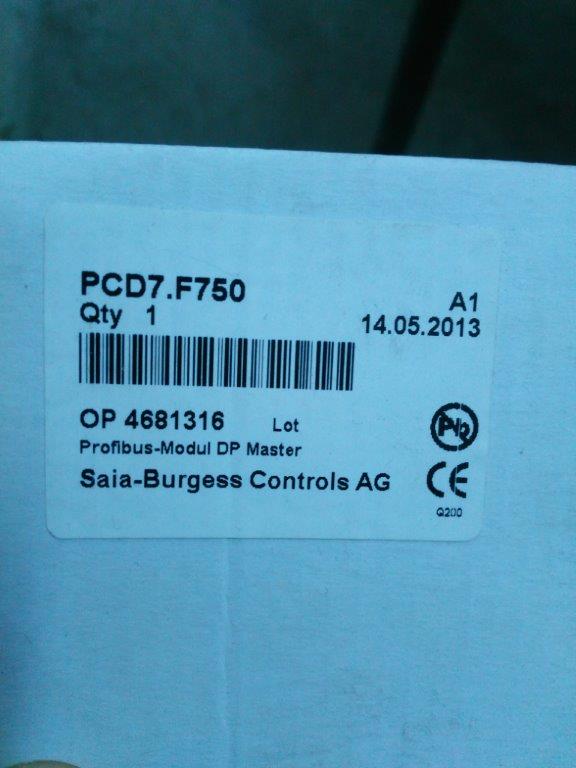 PCD7.F750
A1
Qty 1
14.05.2013
OP 4681316 Lot
Pb
Profibus-Modul DP Master
Saia-Burgess Controls AG
CE
Q200